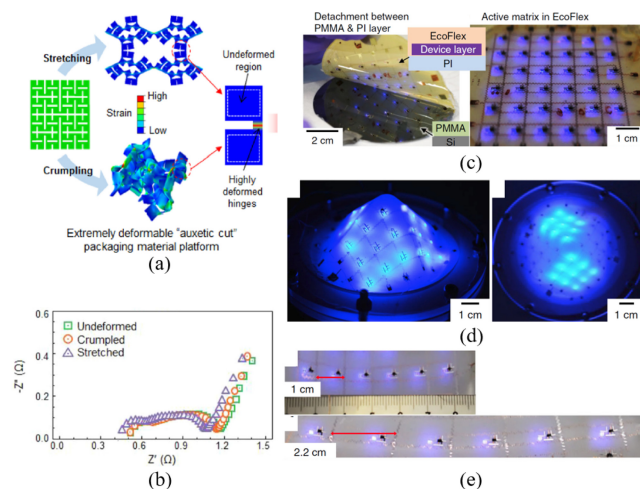 Stretching
Undeformed
region
Strain
High
Low
Crumpling
Highly
deformed
hinges
Extremely deformable "auxetic cut"
packaging material platform
(a)
-Z" (Ω)
0.6
0.4
0.2
0.0
Undeformed
Crumpled
Stretched
0.0 0.3 0.6 0.9 1.2 1.5
Z' (Ω)
(b)
Detachment between
PMMA & PI layer
EcoFlex
Device layer
PI
PMMA
Si
2 cm
Active matrix in EcoFlex
1 cm
(c)
1 cm
1 cm
(d)
1 cm
2.2 cm
(e)